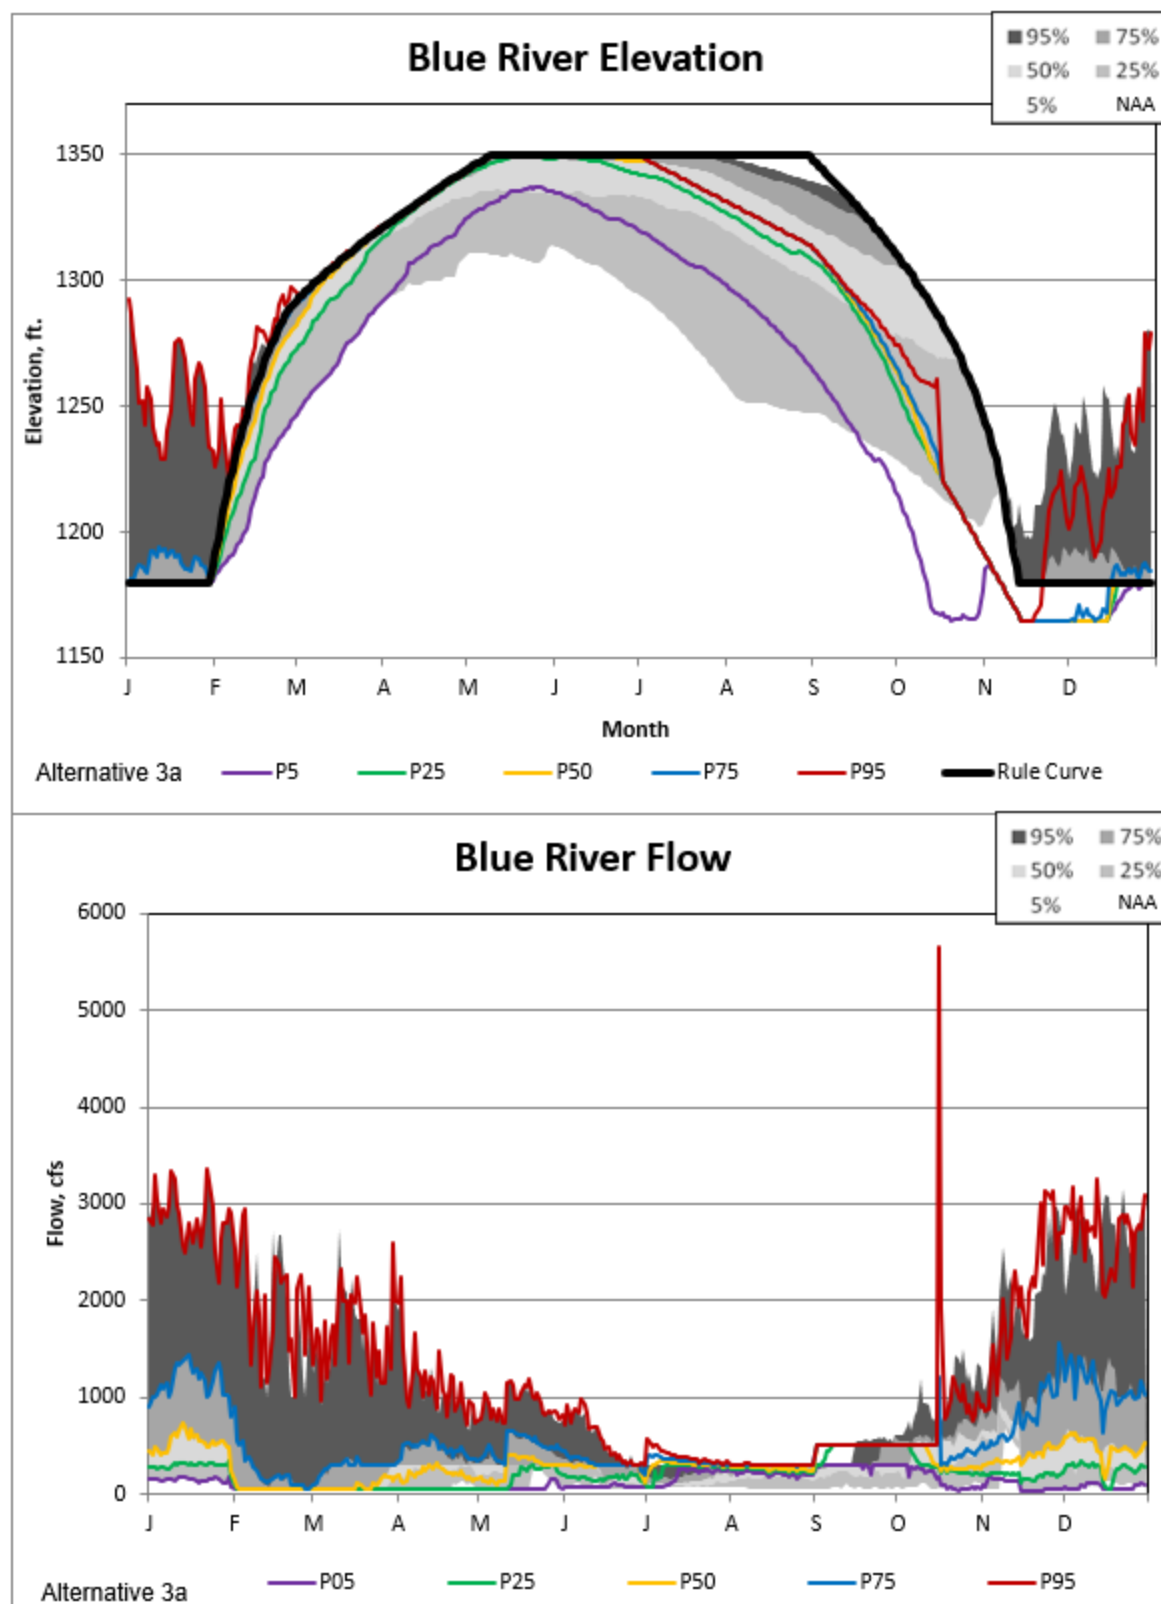 Blue River Elevation
95% 75%
50% 25%
5% NAA
1350
1300
1250
1200
1150
Elevation, ft.
J F M A M J J A S O N D
Month
Alternative 3a P5 P25 P50 P75 P95 Rule Curve
Blue River Flow
95% 75%
50% 25%
5% NAA
6000
5000
4000
3000
2000
1000
0
Flow, cfs
J F M A M J J A S O N D
Alternative 3a P05 P25 P50 P75 P95